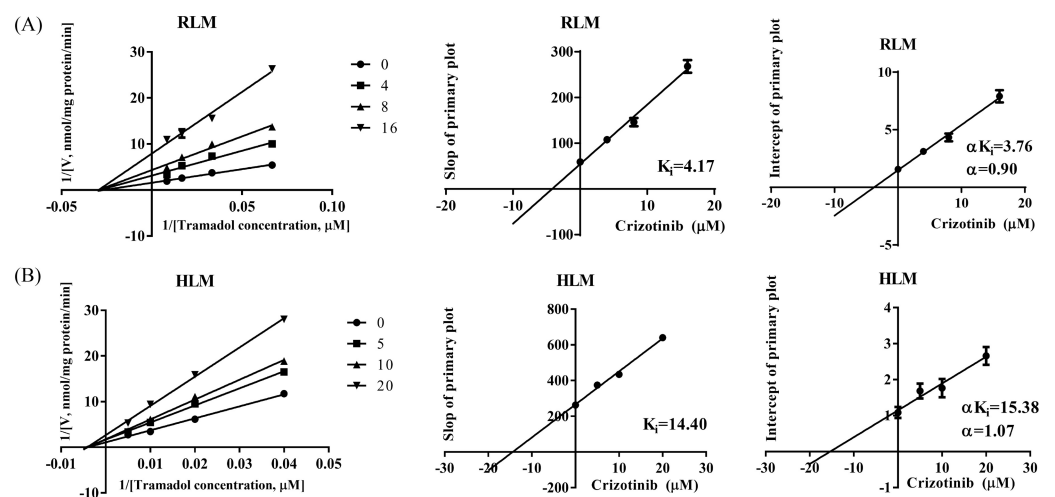 (A)
RLM
1/[V, nmol/mg protein/min]
30
20
10
-10
-0.05
0.05
0.10
1/[Tramadol concentration, μM]
0
4
8
16
RLM
Slop of primary plot
300
200
100
-100
-20
-10
10
20
Ki=4.17
Crizotinib (μM)
RLM
Intercept of primary plot
10
5
-5
-20
-10
10
20
αKi=3.76
α=0.90
Crizotinib (μM)
(B)
HLM
1/[V, nmol/mg protein/min]
30
20
10
-10
-0.01
0.01
0.02
0.03
0.04
0.05
1/[Tramadol concentration, μM]
0
5
10
20
HLM
Slop of primary plot
800
600
400
200
-200
-30
-20
-10
10
20
30
Ki=14.40
Crizotinib (μM)
HLM
Intercept of primary plot
4
3
2
1
-1
-30
-20
-10
10
20
30
αKi=15.38
α=1.07
Crizotinib (μM)